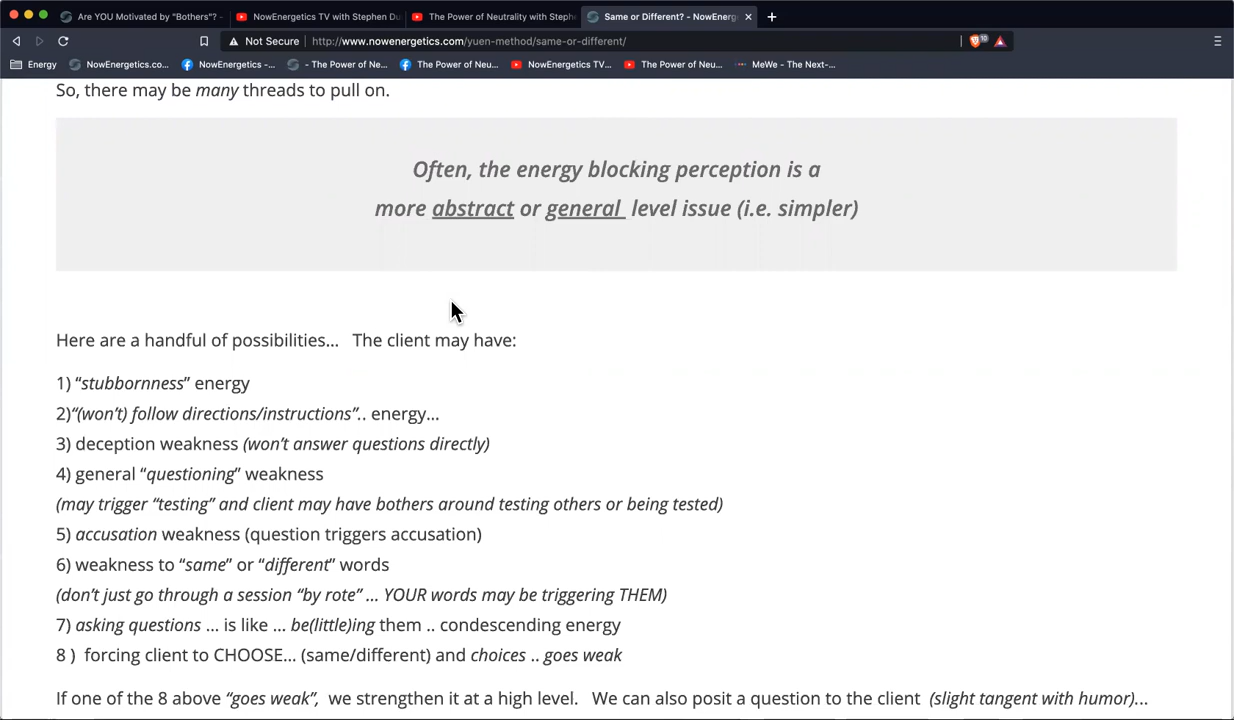 Are YOU Motivated by "Bothers"? -
NowEnergetics TV with Stephen Du
The Power of Neutrality with Steph
Same or Different? - NowEnerg
Not Secure | http://www.nowenergetics.com/yuen-method/same-or-different/
10
Energy
NowEnergetics.co...
NowEnergetics -...
- The Power of Ne...
The Power of Neu...
NowEnergetics TV...
The Power of Neu...
MeWe - The Next-...
So, there may be many threads to pull on.
Often, the energy blocking perception is a
more abstract or general level issue (i.e. simpler)
Here are a handful of possibilities... The client may have:
1) “stubbornness” energy
2)“(won’t) follow directions/instructions”.. energy...
3) deception weakness (won’t answer questions directly)
4) general “questioning” weakness
(may trigger “testing” and client may have bothers around testing others or being tested)
5) accusation weakness (question triggers accusation)
6) weakness to “same” or “different” words
(don’t just go through a session “by rote” ... YOUR words may be triggering THEM)
7) asking questions ... is like ... be(little)ing them .. condescending energy
8 ) forcing client to CHOOSE... (same/different) and choices .. goes weak
If one of the 8 above “goes weak”, we strengthen it at a high level. We can also posit a question to the client (slight tangent with humor)...